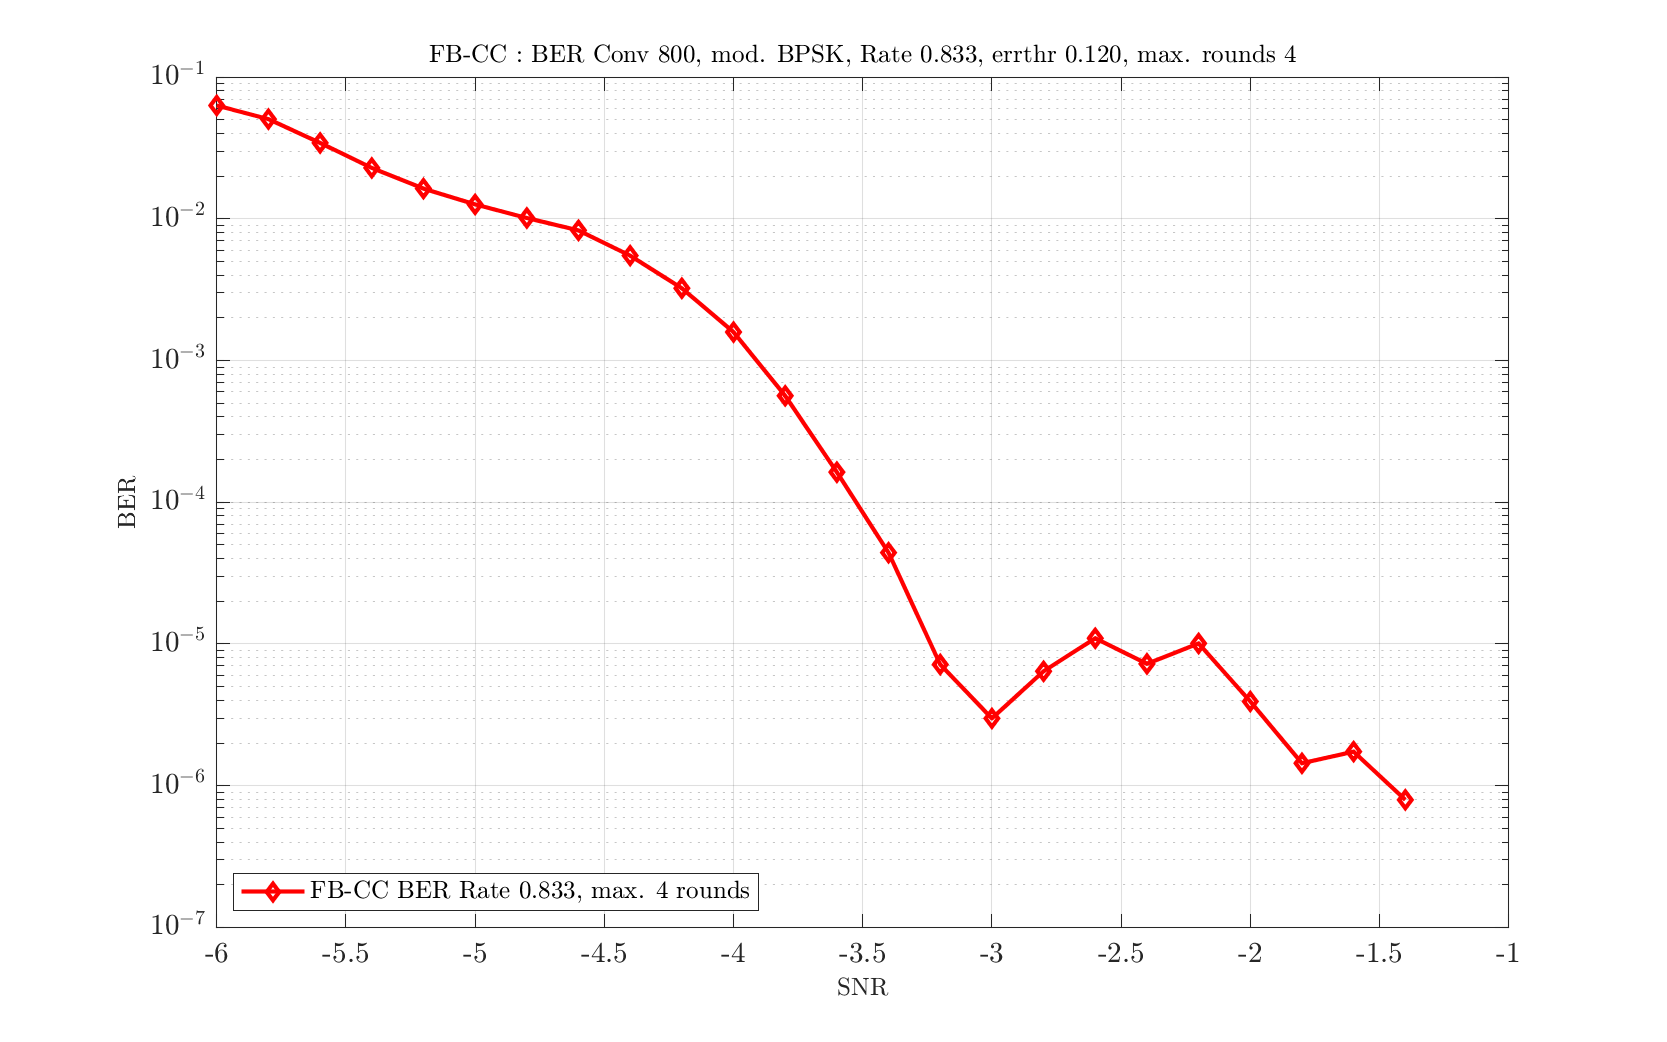 FB-CC : BER Conv 800, mod. BPSK, Rate 0.833, errthr 0.120, max. rounds 4
10^{-1}
10^{-2}
10^{-3}
10^{-4}
10^{-5}
10^{-6}
10^{-7}
BER
FB-CC BER Rate 0.833, max. 4 rounds
-6 -5.5 -5 -4.5 -4 -3.5 -3 -2.5 -2 -1.5 -1
SNR